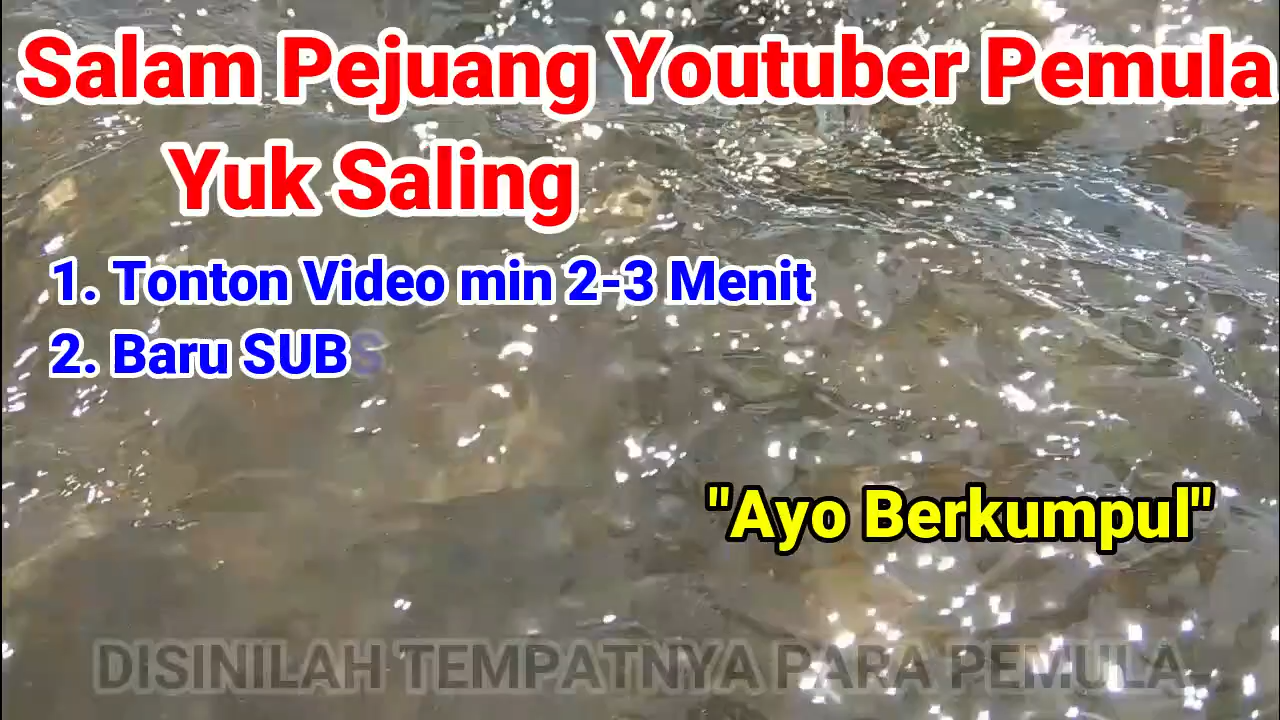 Salam Pejuang Youtuber Pemula
Yuk Saling
1. Tonton Video min 2-3 Menit
2. Baru SUBS
"Ayo Berkumpul"
DISINILAH TEMPATNYA PARA PEMULA